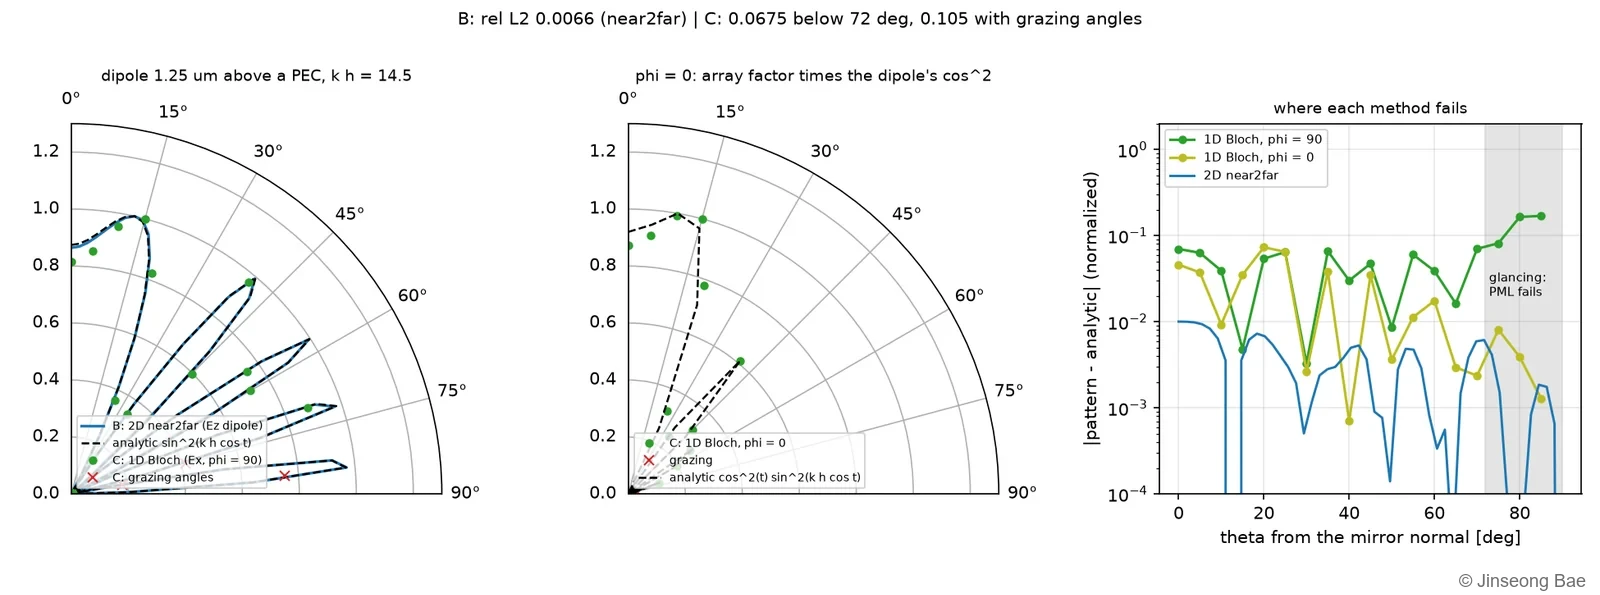 B: rel L2 0.0066 (near2far) | C: 0.0675 below 72 deg, 0.105 with grazing angles
dipole 1.25 um above a PEC, k h = 14.5
0°
15°
30°
45°
60°
75°
90°
1.2
1.0
0.8
0.6
0.4
0.2
0.0
B: 2D near2far (Ez dipole)
analytic sin^2(k h cos t)
C: 1D Bloch (Ex, phi = 90)
C: grazing angles
phi = 0: array factor times the dipole's cos^2
0°
15°
30°
45°
60°
75°
90°
1.2
1.0
0.8
0.6
0.4
0.2
0.0
C: 1D Bloch, phi = 0
grazing
analytic cos^2(t) sin^2(k h cos t)
where each method fails
1D Bloch, phi = 90
1D Bloch, phi = 0
2D near2far
glancing:
PML fails
|pattern - analytic| (normalized)
10^0
10^-1
10^-2
10^-3
10^-4
0 20 40 60 80
theta from the mirror normal [deg]
© Jinseong Bae